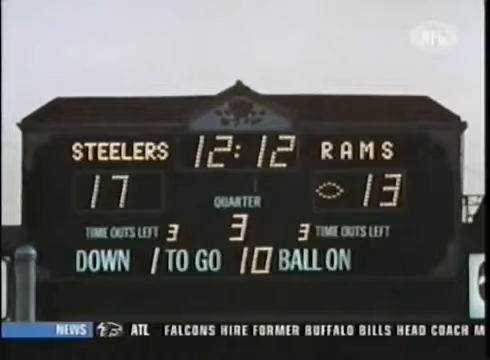 NFL
STEELERS 12:12 RAMS
17 QUARTER 13
TIME OUTS LEFT 3 3 3 TIME OUTS LEFT
DOWN 1 TO GO 10 BALL ON
NEWS ATL FALCONS HIRE FORMER BUFFALO BILLS HEAD COACH M